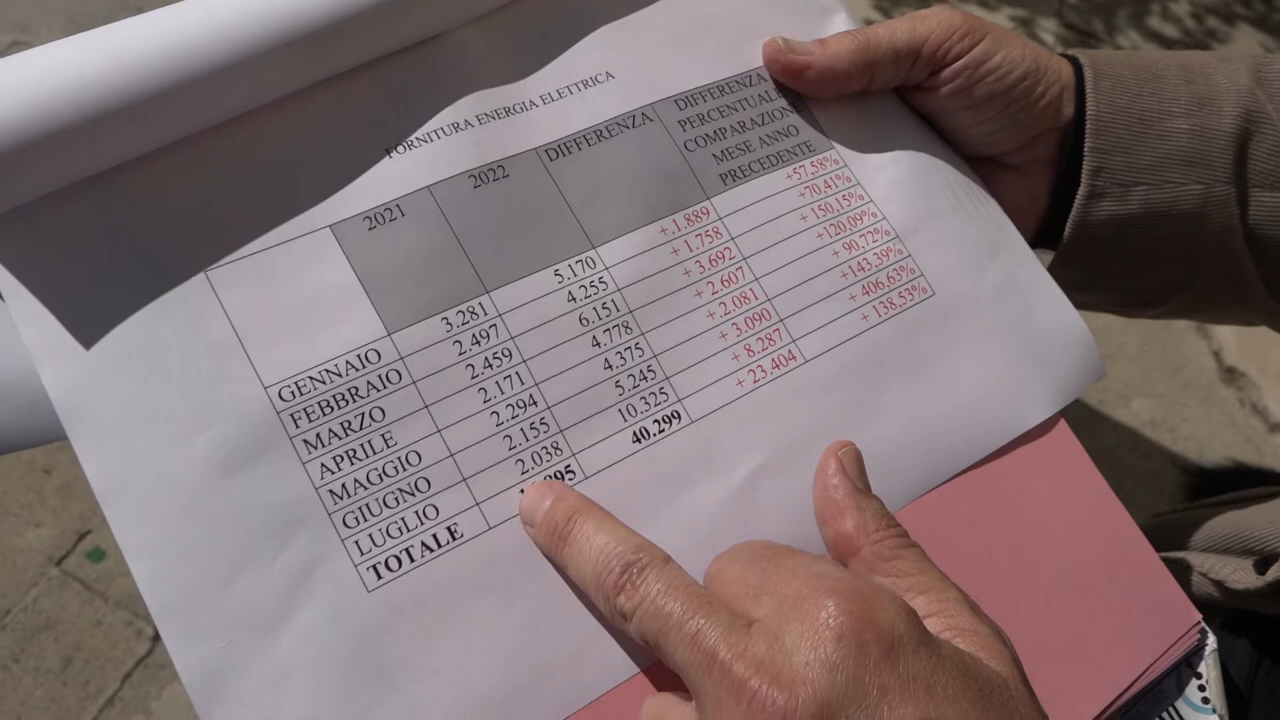 FORNITURA ENERGIA ELETTRICA
2021 2022 DIFFERENZA DIFFERENZA
PERCENTUALE
COMPARAZIONE
MESE ANNO
PRECEDENTE
GENNAIO 3.281 5.170 +.1.889 +57,58%
FEBBRAIO 2.497 4.255 + 1.758 +70,41%
MARZO 2.459 6.151 + 3.692 + 150,15%
APRILE 2.171 4.778 + 2.607 +120,09%
MAGGIO 2.294 4.375 +.2.081 + 90,72%
GIUGNO 2.155 5.245 + 3.090 +143,39%
LUGLIO 2.038 10.325 + 8.287 + 406,63%
TOTALE 40.299 + 23.404 + 138,53%